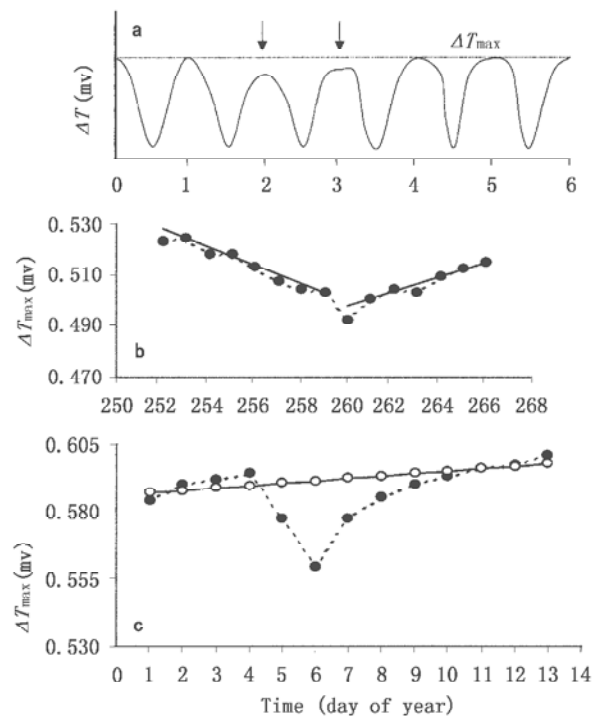 a
ΔTmax
ΔT (mv)
0 1 2 3 4 5 6
0.530
0.510
0.490
0.470
ΔTmax(mv)
b
250 252 254 256 258 260 262 264 266 268
0.605
0.580
0.555
0.530
ΔTmax(mv)
c
0 1 2 3 4 5 6 7 8 9 10 11 12 13 14
Time (day of year)